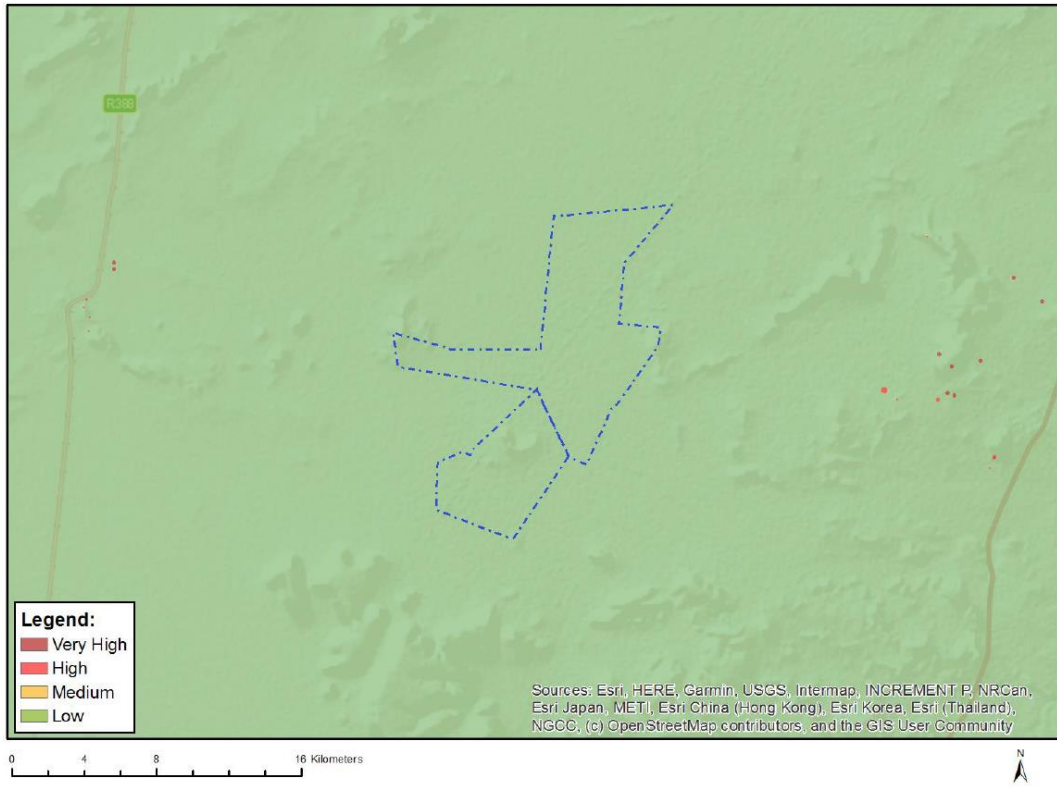 R388
Legend:
Very High
High
Medium
Low
Sources: Esri, HERE, Garmin, USGS, Intermap, INCREMENT P, NRCan,
Esri Japan, METI, Esri China (Hong Kong), Esri Korea, Esri (Thailand),
NGCC, (c) OpenStreetMap contributors, and the GIS User Community
0 4 8 16 Kilometers
N